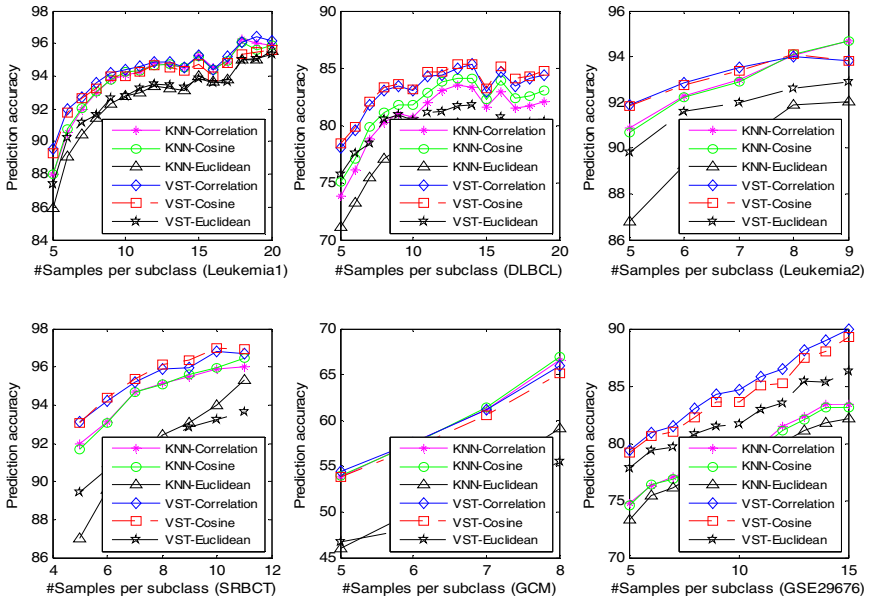 98
96
94
92
90
88
86
84
5 10 15 20
Prediction accuracy
#Samples per subclass (Leukemia1)
KNN-Correlation
KNN-Cosine
KNN-Euclidean
VST-Correlation
VST-Cosine
VST-Euclidean
90
85
80
75
70
5 10 15 20
Prediction accuracy
#Samples per subclass (DLBCL)
KNN-Correlation
KNN-Cosine
KNN-Euclidean
VST-Correlation
VST-Cosine
VST-Euclidean
96
94
92
90
88
86
5 6 7 8 9
Prediction accuracy
#Samples per subclass (Leukemia2)
KNN-Correlation
KNN-Cosine
KNN-Euclidean
VST-Correlation
VST-Cosine
VST-Euclidean
98
96
94
92
90
88
86
4 6 8 10 12
Prediction accuracy
#Samples per subclass (SRBCT)
KNN-Correlation
KNN-Cosine
KNN-Euclidean
VST-Correlation
VST-Cosine
VST-Euclidean
70
65
60
55
50
45
5 6 7 8
Prediction accuracy
#Samples per subclass (GCM)
KNN-Correlation
KNN-Cosine
KNN-Euclidean
VST-Correlation
VST-Cosine
VST-Euclidean
90
85
80
75
70
5 10 15
Prediction accuracy
#Samples per subclass (GSE29676)
KNN-Correlation
KNN-Cosine
KNN-Euclidean
VST-Correlation
VST-Cosine
VST-Euclidean